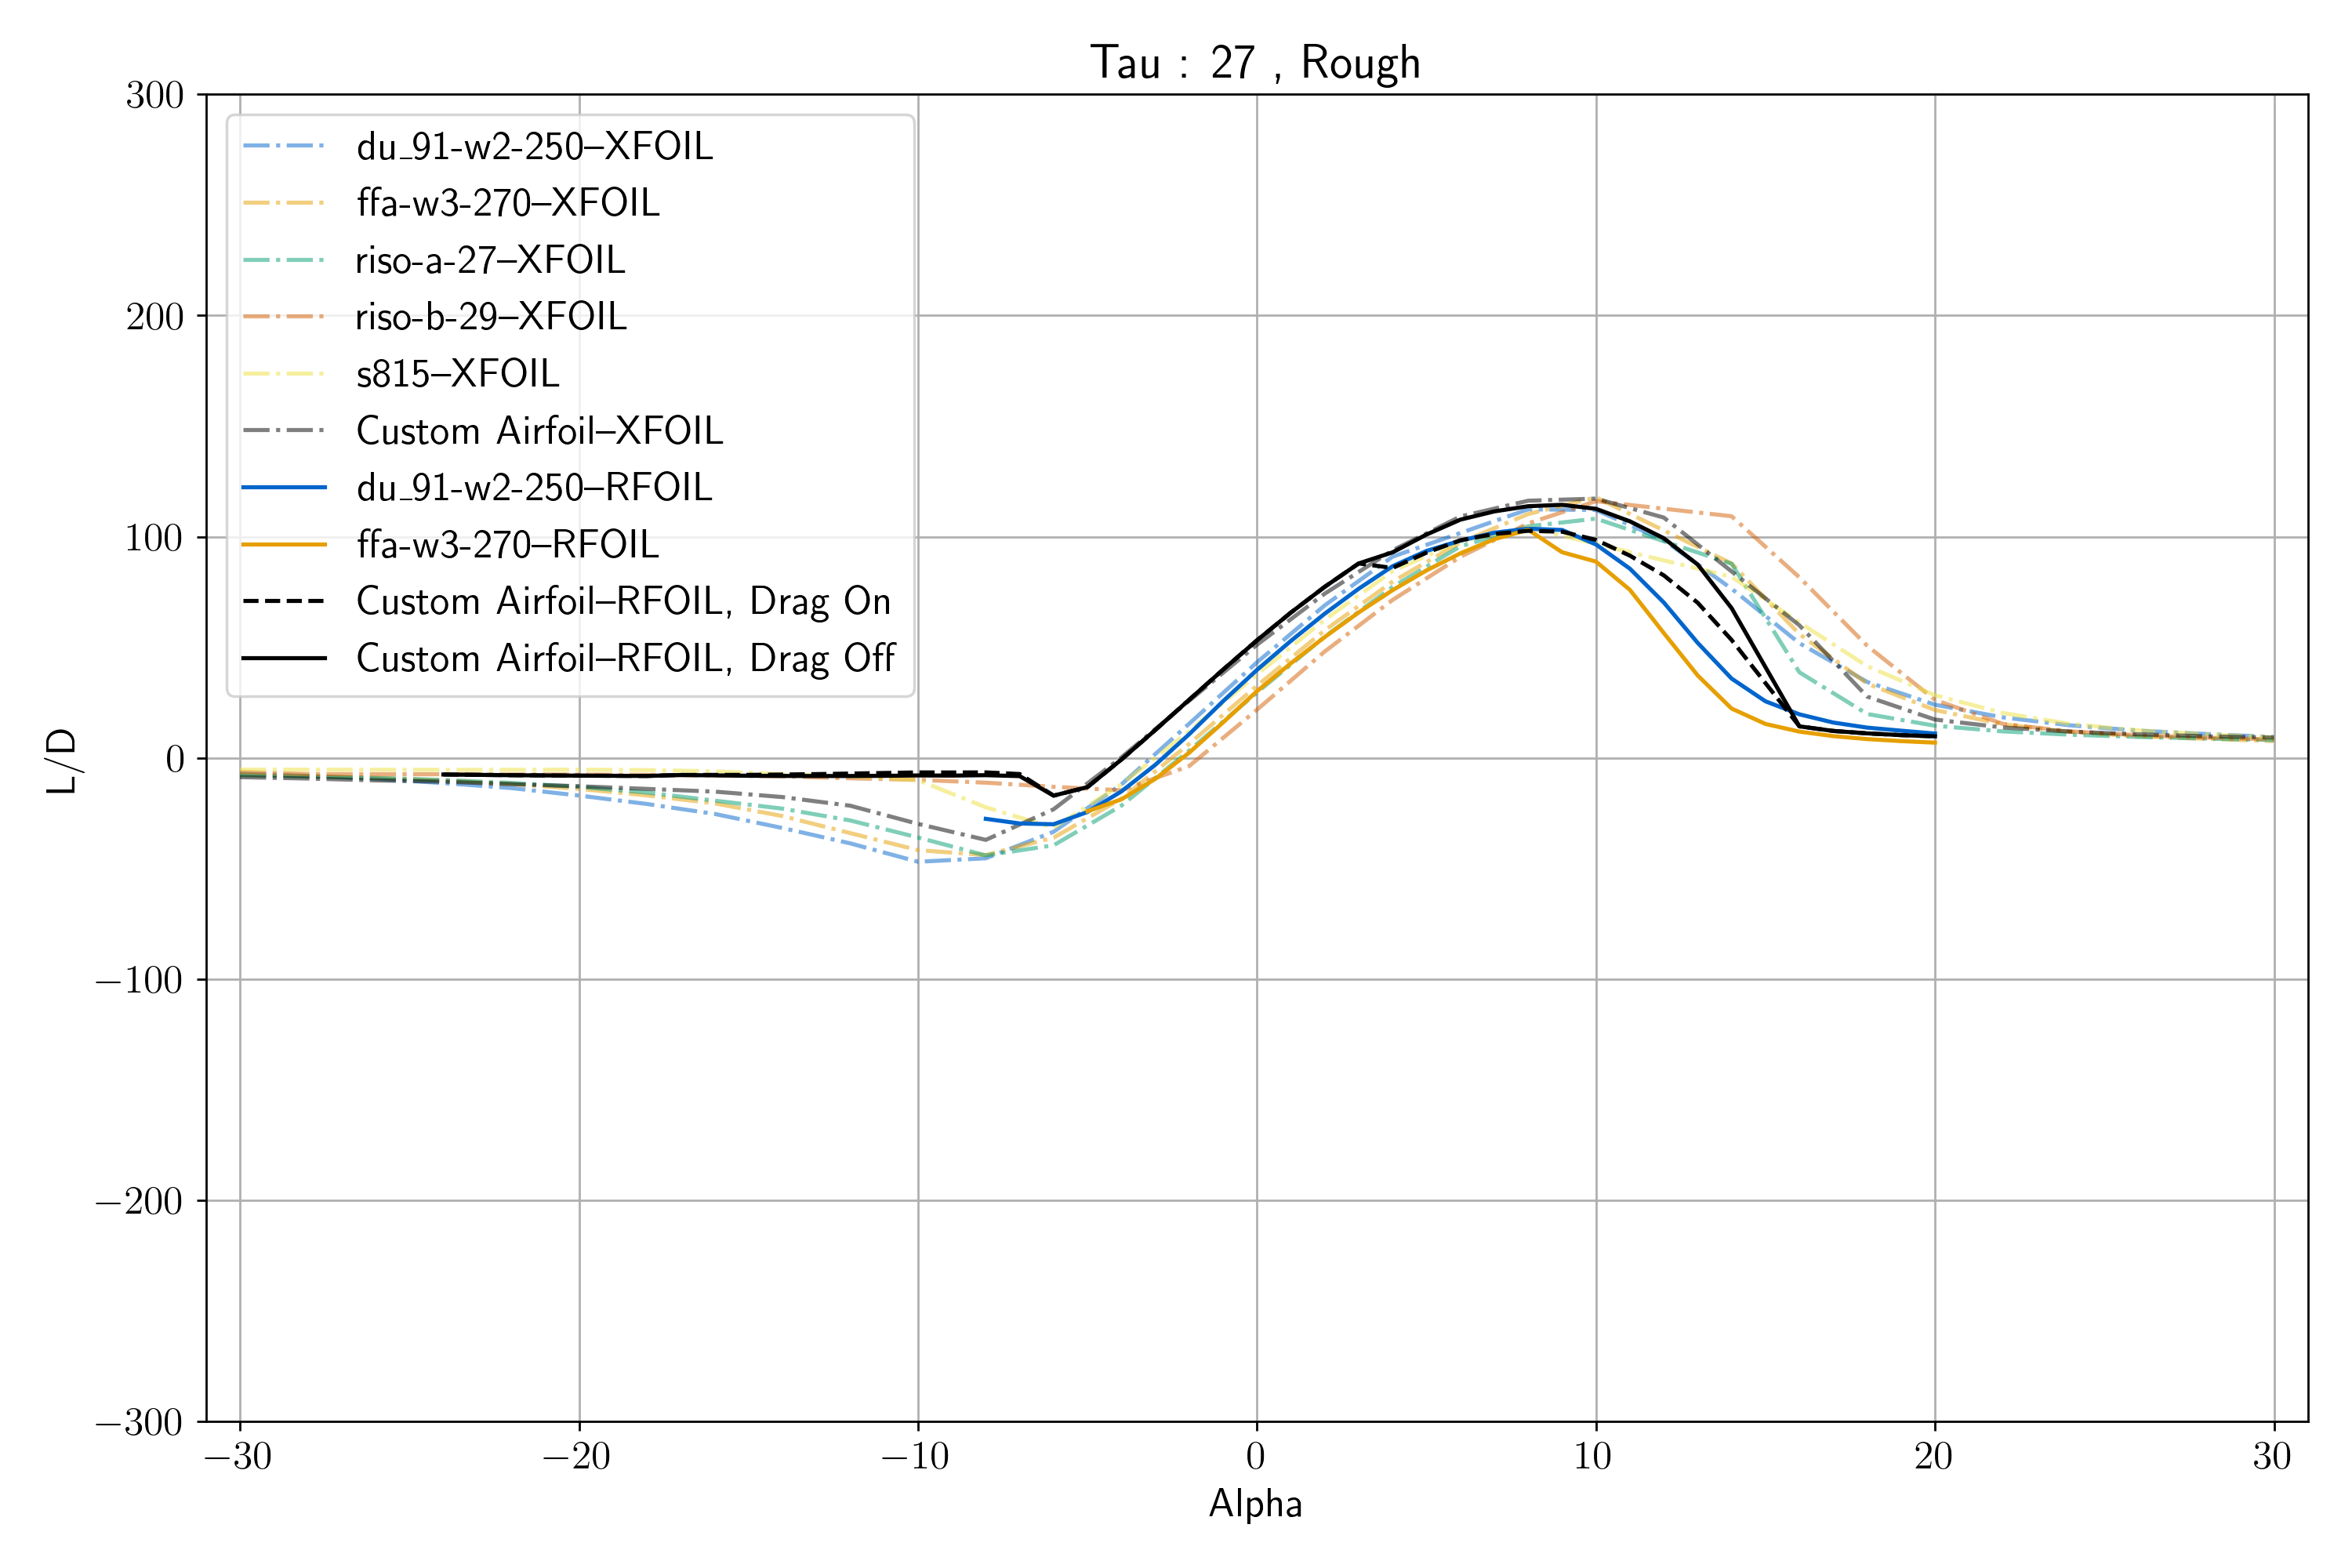 Tau : 27 , Rough
300
200
100
0
−100
−200
−300
L/D
du_91-w2-250–XFOIL
ffa-w3-270–XFOIL
riso-a-27–XFOIL
riso-b-29–XFOIL
s815–XFOIL
Custom Airfoil–XFOIL
du_91-w2-250–RFOIL
ffa-w3-270–RFOIL
Custom Airfoil–RFOIL, Drag On
Custom Airfoil–RFOIL, Drag Off
−30 −20 −10 0 10 20 30
Alpha